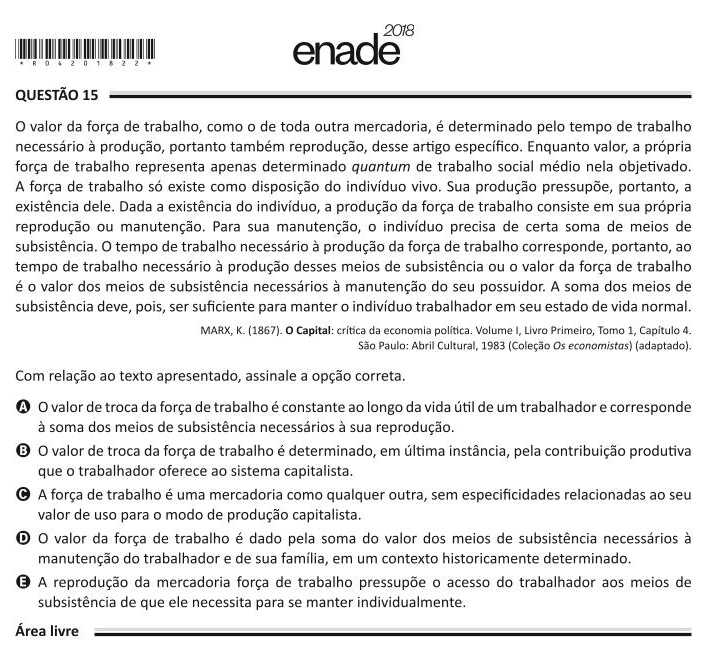 enade 2018
*R04201822*
QUESTÃO 15
O valor da força de trabalho, como o de toda outra mercadoria, é determinado pelo tempo de trabalho
necessário à produção, portanto também reprodução, desse artigo específico. Enquanto valor, a própria
força de trabalho representa apenas determinado quantum de trabalho social médio nela objetivado.
A força de trabalho só existe como disposição do indivíduo vivo. Sua produção pressupõe, portanto, a
existência dele. Dada a existência do indivíduo, a produção da força de trabalho consiste em sua própria
reprodução ou manutenção. Para sua manutenção, o indivíduo precisa de certa soma de meios de
subsistência. O tempo de trabalho necessário à produção da força de trabalho corresponde, portanto, ao
tempo de trabalho necessário à produção desses meios de subsistência ou o valor da força de trabalho
é o valor dos meios de subsistência necessários à manutenção do seu possuidor. A soma dos meios de
subsistência deve, pois, ser suficiente para manter o indivíduo trabalhador em seu estado de vida normal.
MARX, K. (1867). O Capital: crítica da economia política. Volume I, Livro Primeiro, Tomo 1, Capítulo 4.
São Paulo: Abril Cultural, 1983 (Coleção Os economistas) (adaptado).
Com relação ao texto apresentado, assinale a opção correta.
A O valor de troca da força de trabalho é constante ao longo da vida útil de um trabalhador e corresponde
à soma dos meios de subsistência necessários à sua reprodução.
B O valor de troca da força de trabalho é determinado, em última instância, pela contribuição produtiva
que o trabalhador oferece ao sistema capitalista.
C A força de trabalho é uma mercadoria como qualquer outra, sem especificidades relacionadas ao seu
valor de uso para o modo de produção capitalista.
D O valor da força de trabalho é dado pela soma do valor dos meios de subsistência necessários à
manutenção do trabalhador e de sua família, em um contexto historicamente determinado.
E A reprodução da mercadoria força de trabalho pressupõe o acesso do trabalhador aos meios de
subsistência de que ele necessita para se manter individualmente.
Área livre